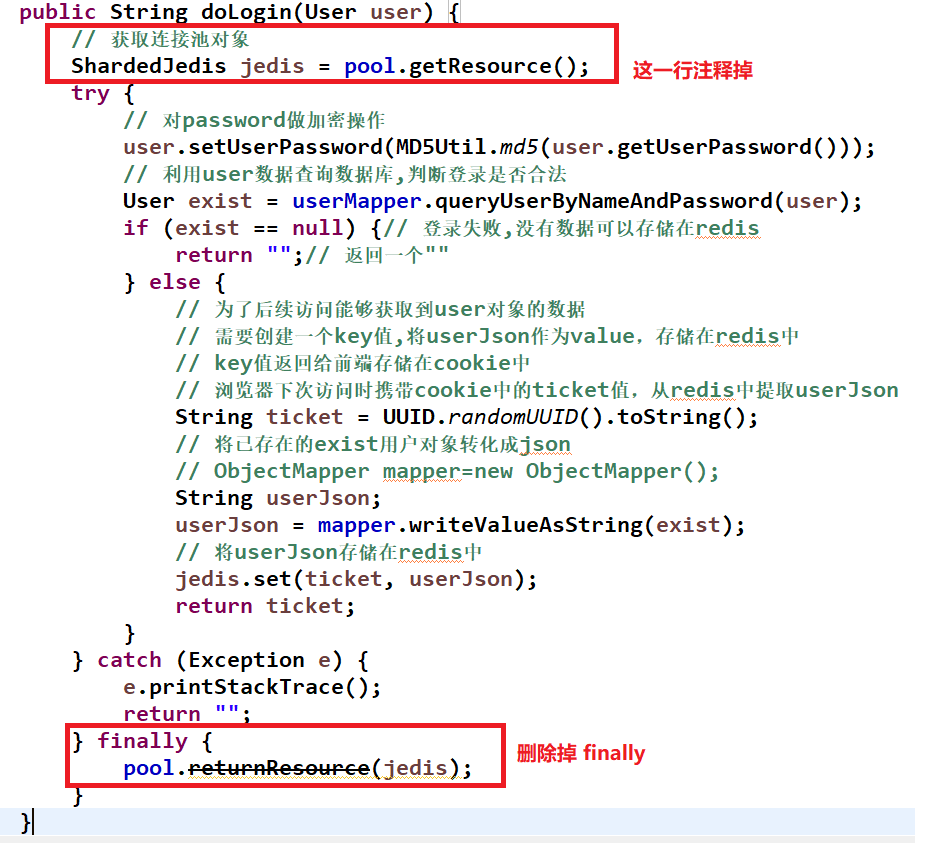 public String doLogin(User user) {
// 获取连接池对象
ShardedJedis jedis = pool.getResource();
这一行注释掉
try {
// 对password做加密操作
user.setUserPassword(MD5Util.md5(user.getUserPassword()));
// 利用user数据查询数据库,判断登录是否合法
User exist = userMapper.queryUserByNameAndPassword(user);
if (exist == null) {// 登录失败,没有数据可以存储在redis
return "";// 返回一个""
} else {
// 为了后续访问能够获取到user对象的数据
// 需要创建一个key值,将userJson作为value，存储在redis中
// key值返回给前端存储在cookie中
// 浏览器下次访问时携带cookie中的ticket值，从redis中提取userJson
String ticket = UUID.randomUUID().toString();
// 将已存在的exist用户对象转化成json
// ObjectMapper mapper=new ObjectMapper();
String userJson;
userJson = mapper.writeValueAsString(exist);
// 将userJson存储在redis中
jedis.set(ticket, userJson);
return ticket;
}
} catch (Exception e) {
e.printStackTrace();
return "";
} finally {
删除掉 finally
pool.returnResource(jedis);
}
}